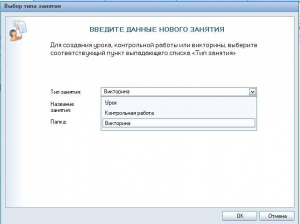 Выбор типа занятия
ВВЕДИТЕ ДАННЫЕ НОВОГО ЗАНЯТИЯ
Для создания урока, контрольной работы или викторины, выберите
соответствующий пункт выпадающего списка «Тип занятия»
Тип занятия: Викторина
Урок
Название
занятия:
Контрольная работа
Папка: Викторина
ОК Отмена